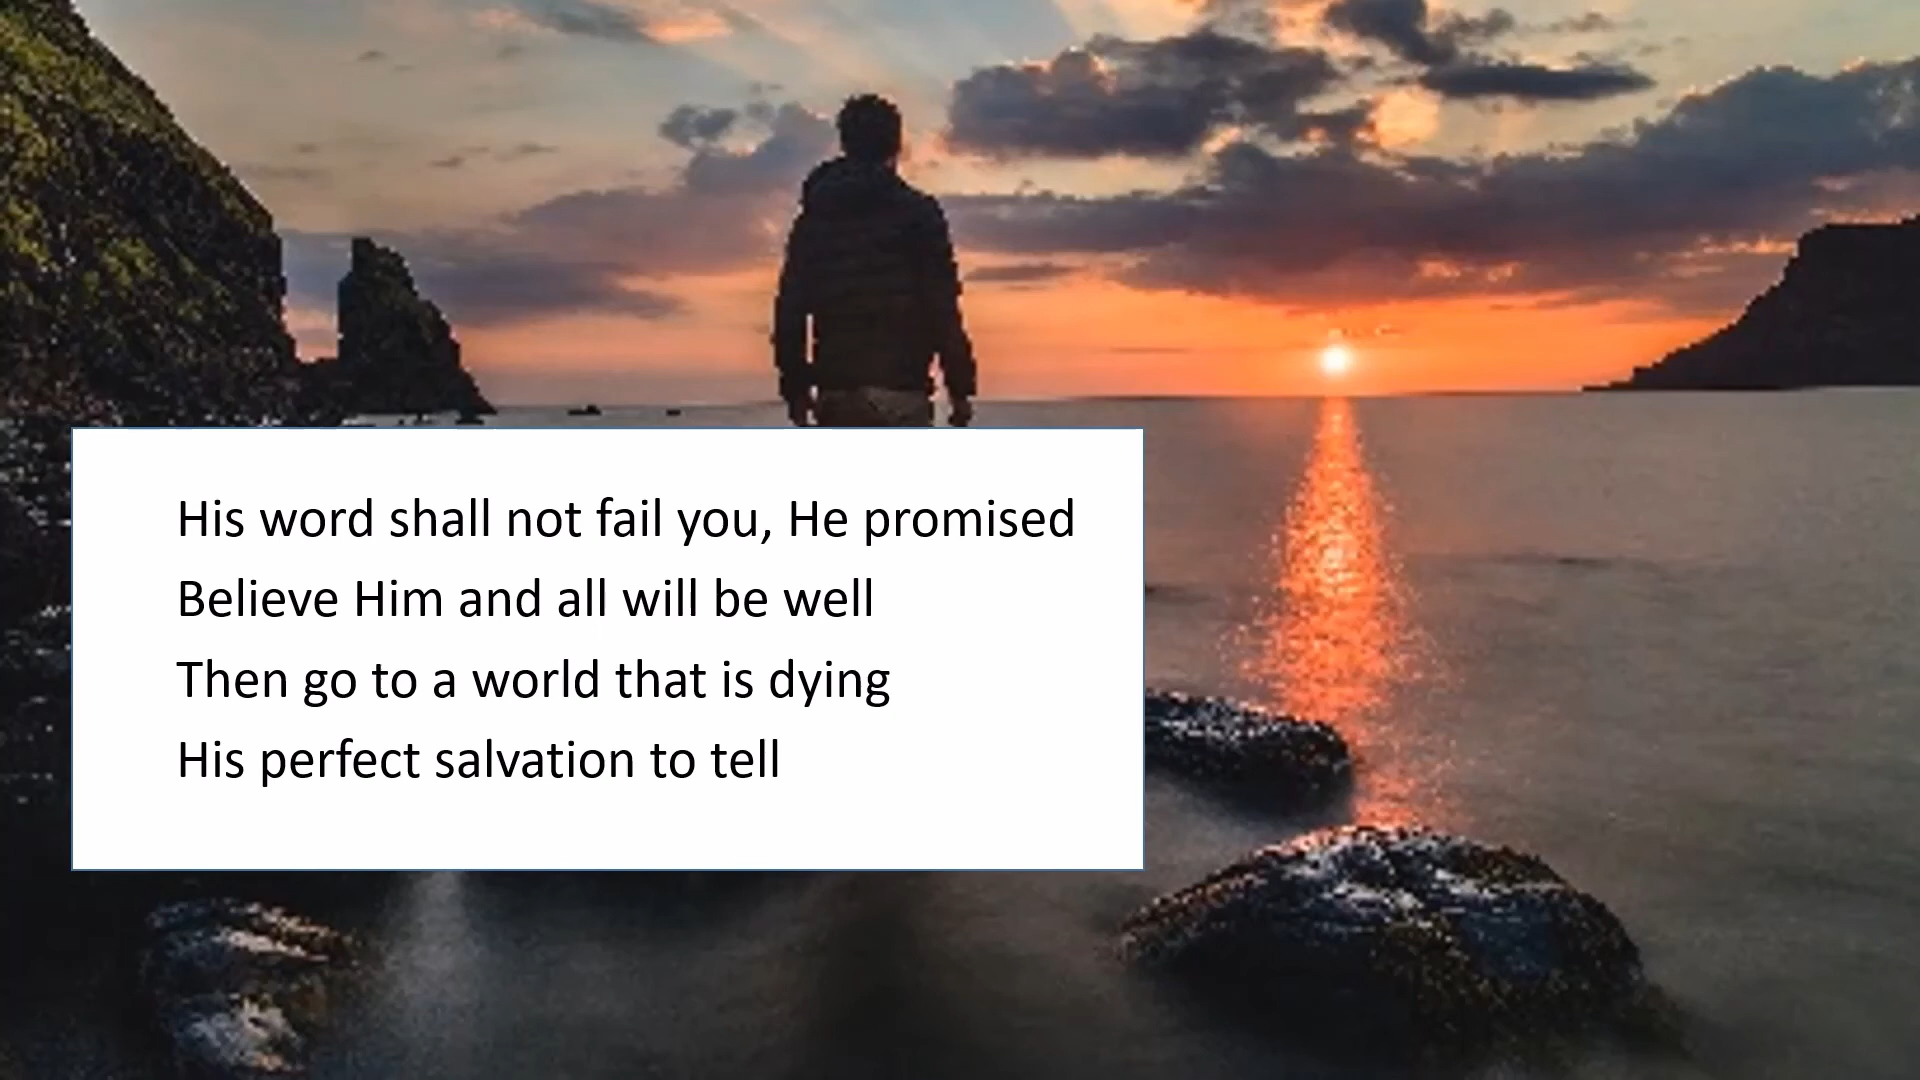 His word shall not fail you, He promised
Believe Him and all will be well
Then go to a world that is dying
His perfect salvation to tell